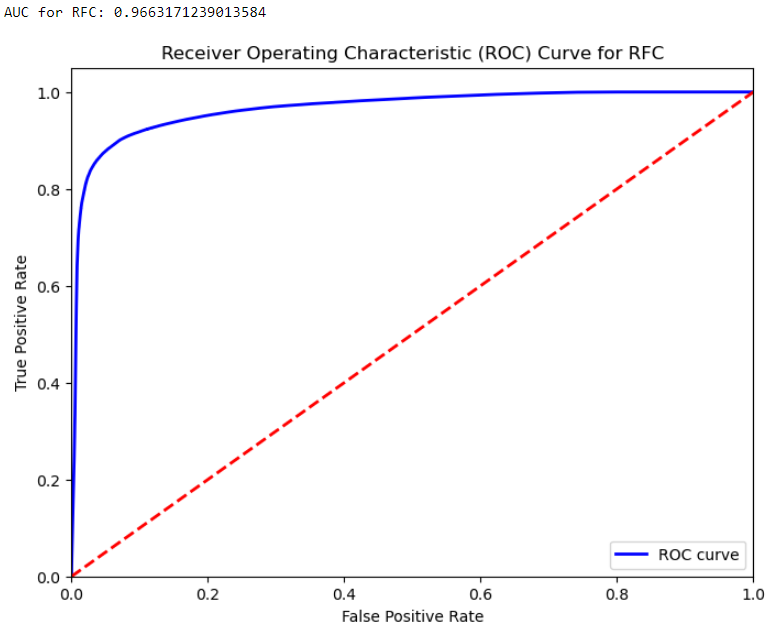 AUC for RFC: 0.9663171239013584
Receiver Operating Characteristic (ROC) Curve for RFC
1.0
0.8
0.6
0.4
0.2
0.0
True Positive Rate
ROC curve
0.0 0.2 0.4 0.6 0.8 1.0
False Positive Rate